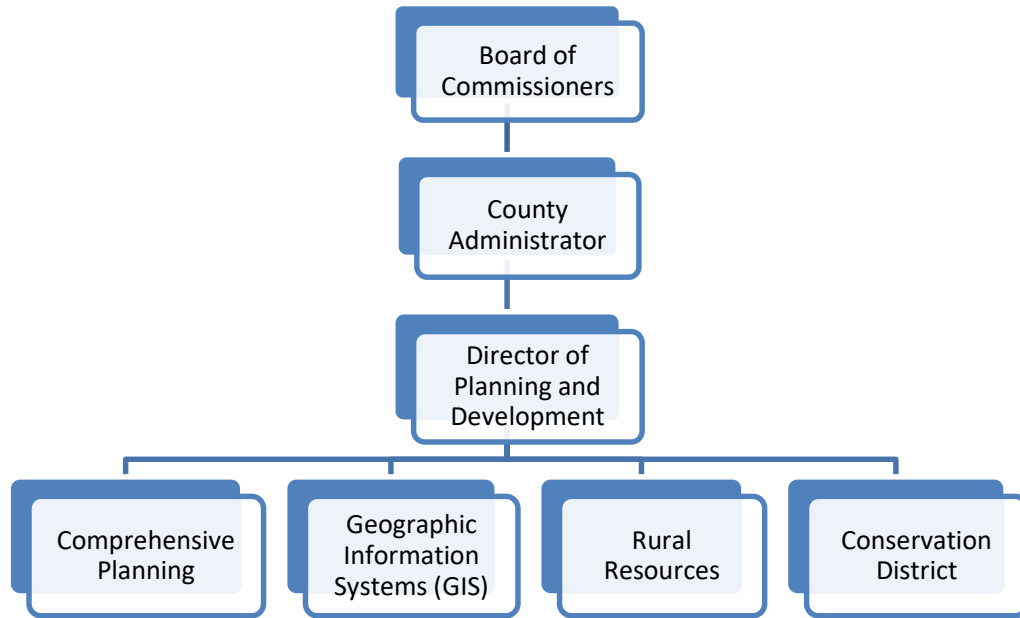 Board of
Commissioners
County
Administrator
Director of
Planning and
Development
Comprehensive
Planning
Geographic
Information
Systems (GIS)
Rural
Resources
Conservation
District